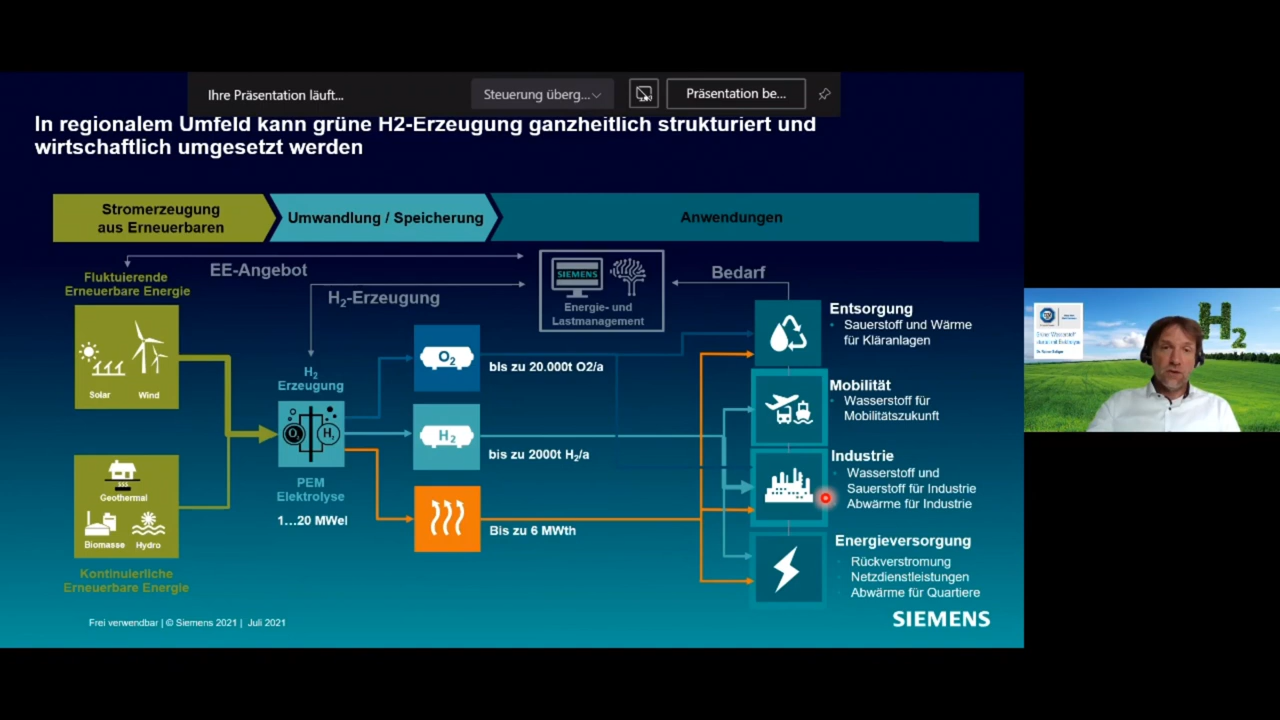 Ihre Präsentation läuft...
Steuerung überg...
Präsentation be...
In regionalem Umfeld kann grüne H2-Erzeugung ganzheitlich strukturiert und
wirtschaftlich umgesetzt werden
Stromerzeugung
aus Erneuerbaren
Umwandlung / Speicherung
Anwendungen
EE-Angebot
H₂-Erzeugung
Bedarf
SIEMENS
Energie- und
Lastmanagement
Fluktuierende
Erneuerbare Energie
Solar
Wind
Geothermal
Biomasse
Hydro
Kontinuierliche
Erneuerbare Energie
H₂
Erzeugung
O₂
H₂
PEM
Elektrolyse
1…20 MWel
O₂
bis zu 20.000t O2/a
H₂
bis zu 2000t H₂/a
Bis zu 6 MWth
Entsorgung
• Sauerstoff und Wärme
für Kläranlagen
Mobilität
• Wasserstoff für
Mobilitätszukunft
Industrie
• Wasserstoff und
Sauerstoff für Industrie
• Abwärme für Industrie
Energieversorgung
• Rückverstromung
• Netzdienstleistungen
• Abwärme für Quartiere
Frei verwendbar | © Siemens 2021 | Juli 2021
SIEMENS
H₂